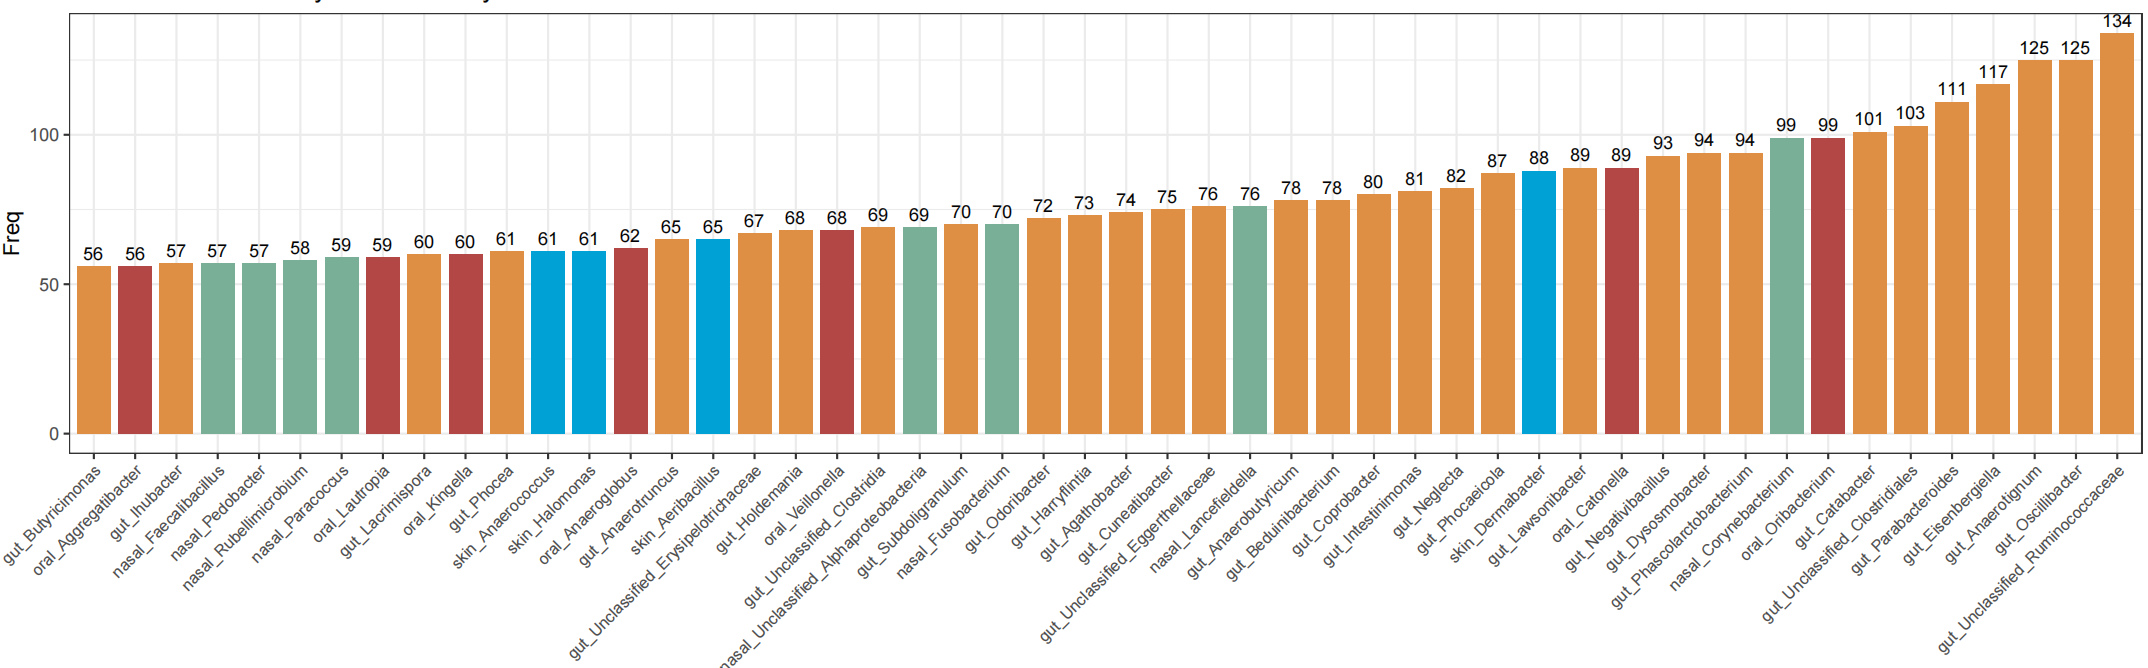 134
125 125
117
111
103
101
99 99
94 94
93
89 89
88
87
82
81
80
78 78
76 76
75
74
73
72
70 70
69 69
68 68
67
65 65
62
61 61 61
60 60
59 59
58
57 57 57
56 56
100
50
0
Freq
gut_Butyricimonas
oral_Aggregatibacter
gut_Ihubacter
nasal_Faecalibacillus
nasal_Pedobacter
nasal_Rubellimicrobium
nasal_Paracoccus
oral_Lautropia
gut_Lacrimispora
oral_Kingella
gut_Phocea
skin_Anaerococcus
skin_Halomonas
oral_Anaeroglobus
gut_Anaerotruncus
skin_Aeribacillus
gut_Unclassified_Erysipelotrichaceae
gut_Holdemania
oral_Veillonella
gut_Unclassified_Clostridia
nasal_Unclassified_Alphaproteobacteria
gut_Subdoligranulum
nasal_Fusobacterium
gut_Odoribacter
gut_Harryflintia
gut_Agathobacter
gut_Cuneatibacter
gut_Unclassified_Eggerthellaceae
nasal_Lancefieldella
gut_Anaerobutyricum
gut_Beduinibacterium
gut_Coprobacter
gut_Intestinimonas
gut_Neglecta
gut_Phocaeicola
skin_Dermabacter
gut_Lawsonibacter
oral_Catonella
gut_Negativibacillus
gut_Dysosmobacter
gut_Phascolarctobacterium
nasal_Corynebacterium
oral_Oribacterium
gut_Catabacter
gut_Unclassified_Clostridiales
gut_Parabacteroides
gut_Eisenbergiella
gut_Anaerotignum
gut_Oscillibacter
gut_Unclassified_Ruminococcaceae